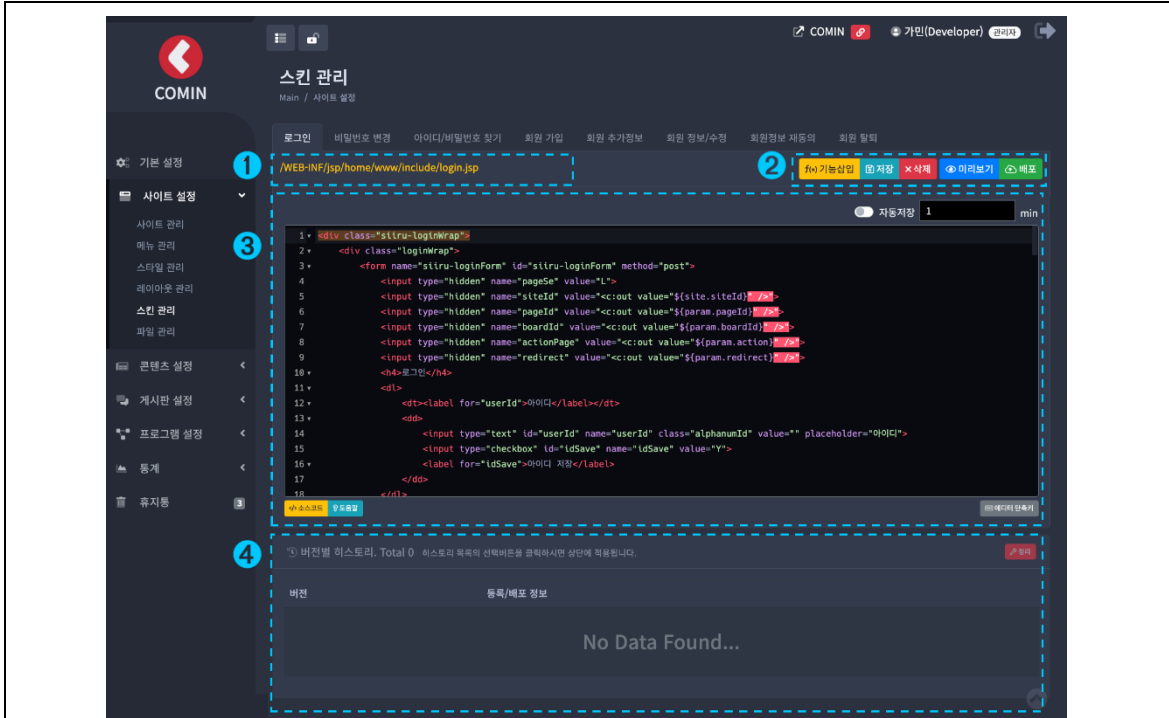 COMIN
가민(Developer) 관리자
COMIN
스킨 관리
Main / 사이트 설정
로그인 비밀번호 변경 아이디/비밀번호 찾기 회원 가입 회원 추가정보 회원 정보/수정 회원정보 재동의 회원 탈퇴
기본 설정
사이트 설정
사이트 관리
메뉴 관리
스타일 관리
레이아웃 관리
스킨 관리
파일 관리
콘텐츠 설정
게시판 설정
프로그램 설정
통계
휴지통 3
1 /WEB-INF/jsp/home/www/include/login.jsp
2 f(x) 기능삽입 저장 삭제 미리보기 배포
3
자동저장 1 min
1 <div class="siiru-loginWrap">
2 <div class="loginWrap">
3 <form name="siiru-loginForm" id="siiru-loginForm" method="post">
4 <input type="hidden" name="pageSe" value="L">
5 <input type="hidden" name="siteId" value="<c:out value="${site.siteId}" />">
6 <input type="hidden" name="pageId" value="<c:out value="${param.pageId}" />">
7 <input type="hidden" name="boardId" value="<c:out value="${param.boardId}" />">
8 <input type="hidden" name="actionPage" value="<c:out value="${param.action}" />">
9 <input type="hidden" name="redirect" value="<c:out value="${param.redirect}" />">
10 <h4>로그인</h4>
11 <dl>
12 <dt><label for="userId">아이디</label></dt>
13 <dd>
14 <input type="text" id="userId" name="userId" class="alphanumId" value="" placeholder="아이디">
15 <input type="checkbox" id="idSave" name="idSave" value="Y">
16 <label for="idSave">아이디 저장</label>
17 </dd>
18 </dl>
</> 소스코드 도움말 에디터 단축키
4 버전별 히스토리. Total 0 히스토리 목록의 선택버튼을 클릭하시면 상단에 적용됩니다.
버전 등록/배포 정보
No Data Found...